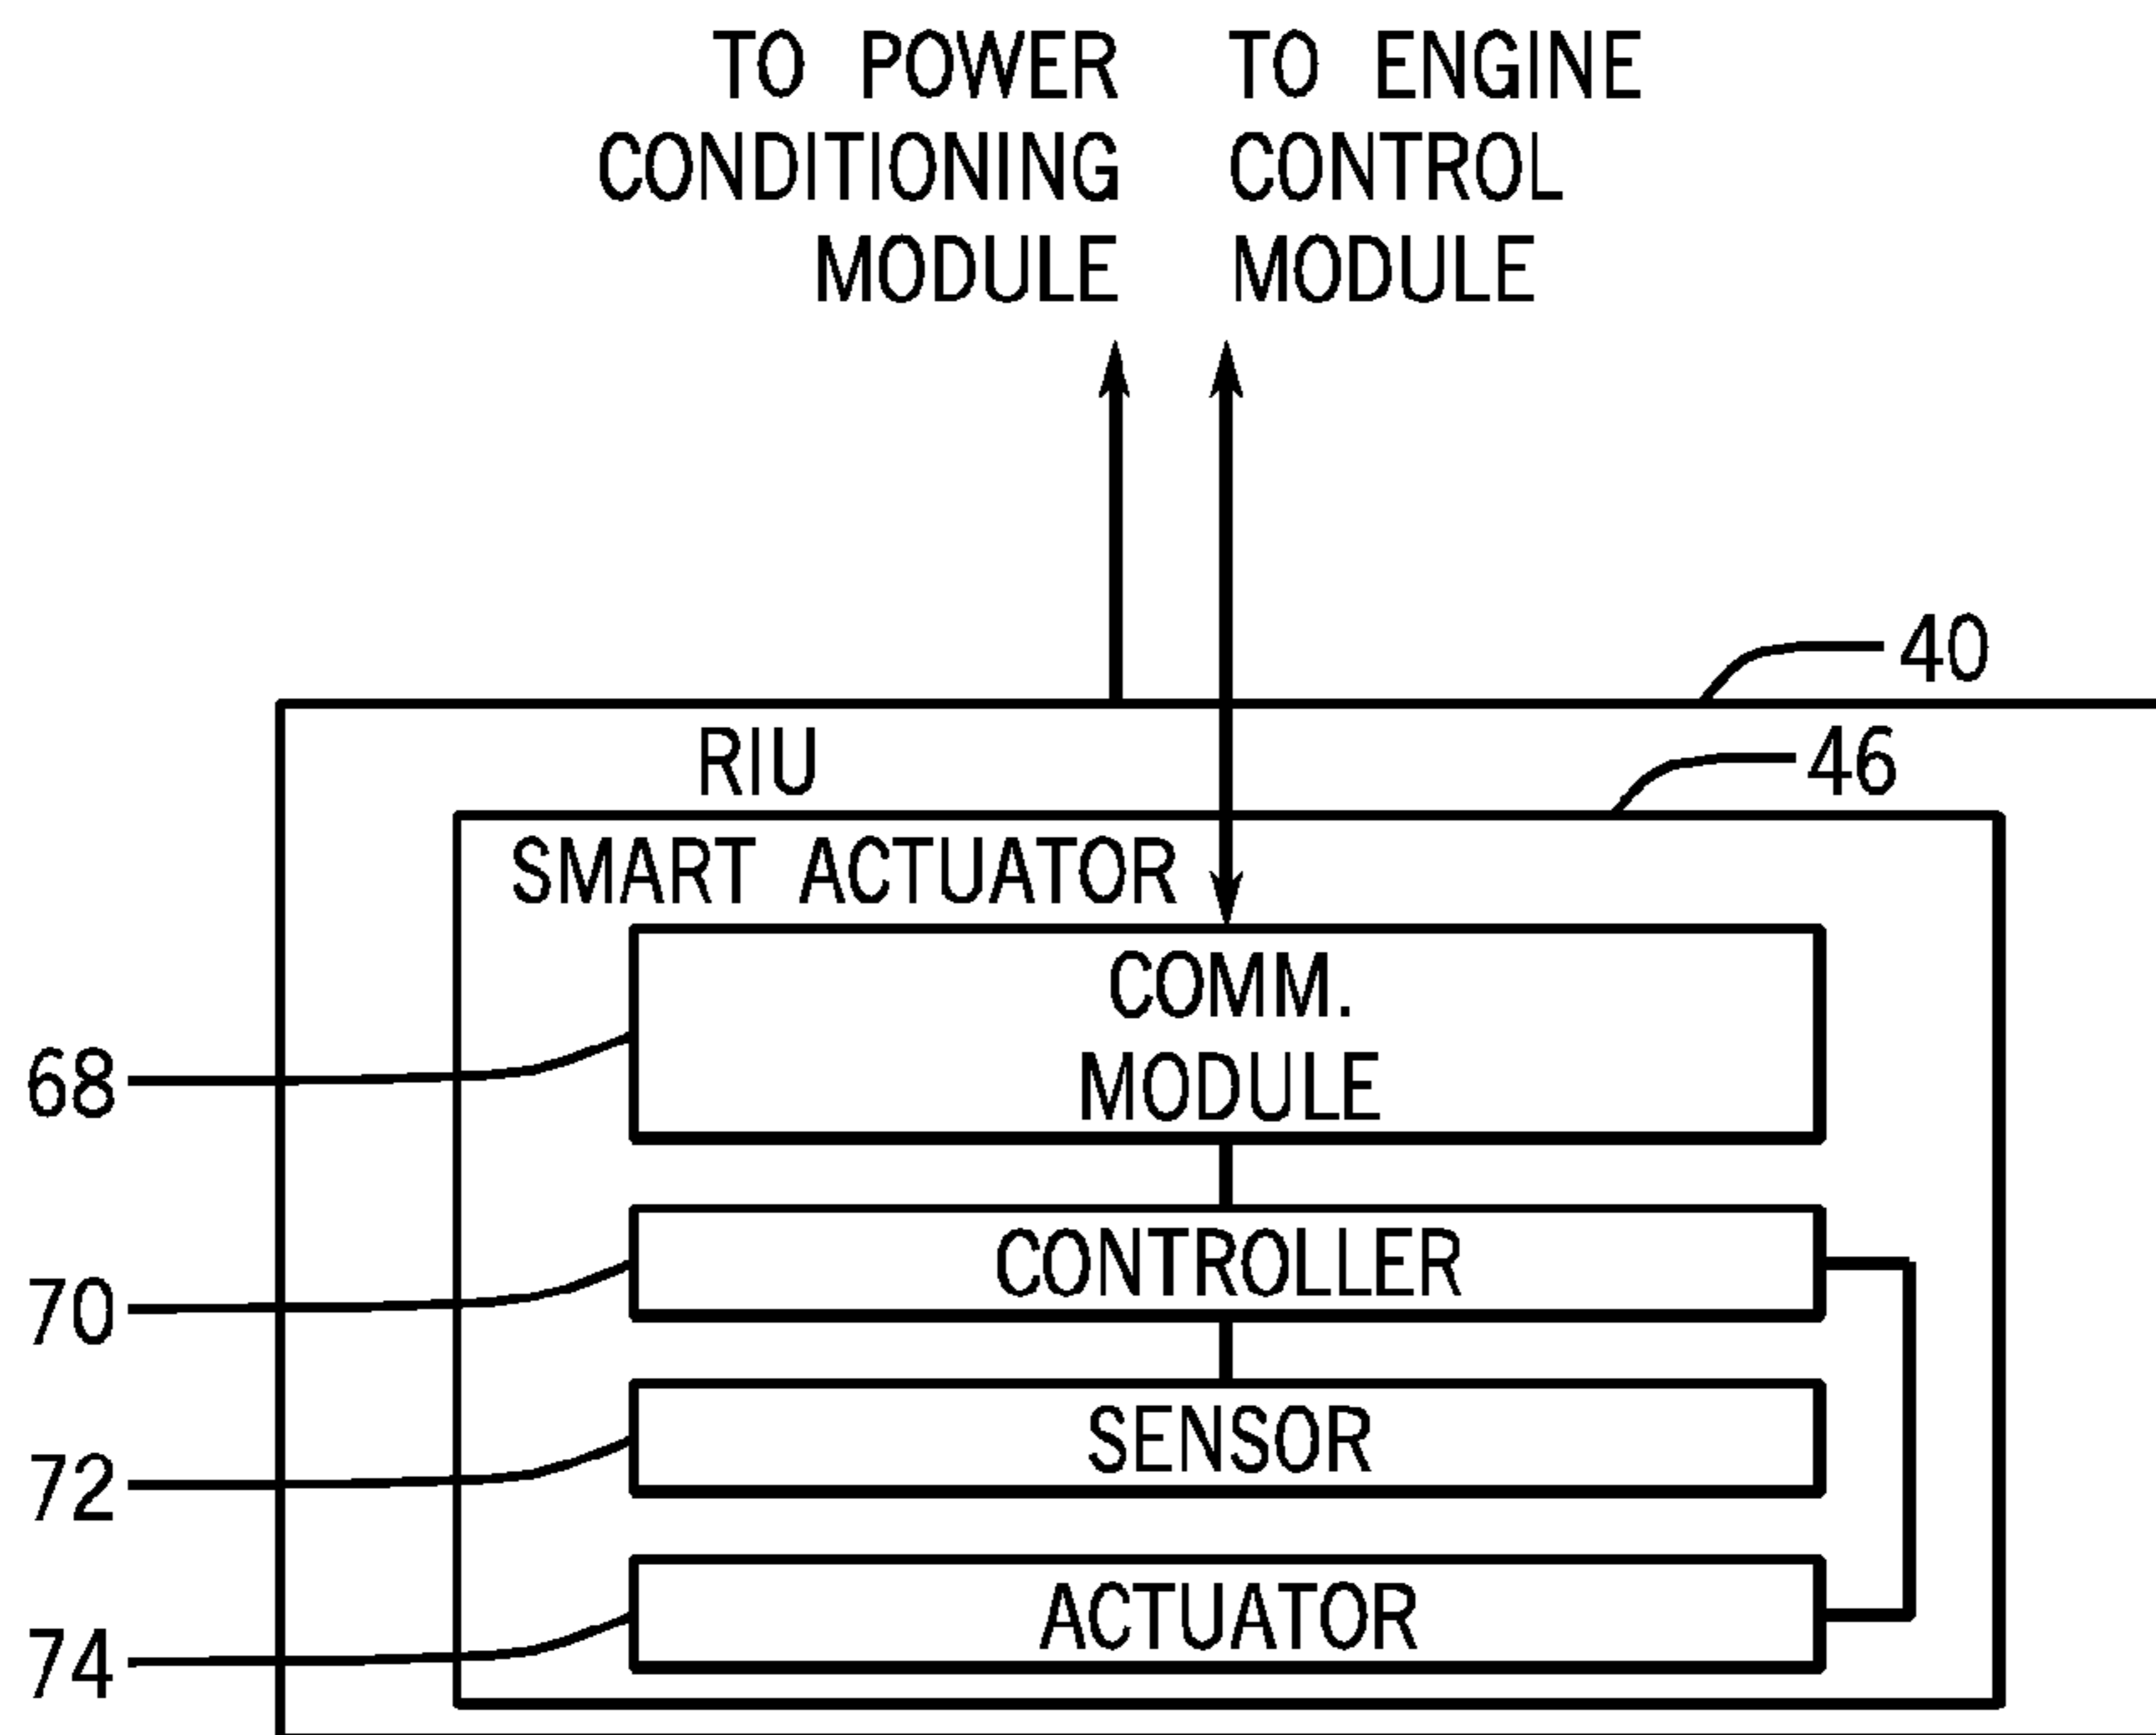 TO POWER
CONDITIONING
MODULE
TO ENGINE
CONTROL
MODULE
40
RIU
46
SMART ACTUATOR
COMM.
MODULE
68
CONTROLLER
70
SENSOR
72
ACTUATOR
74